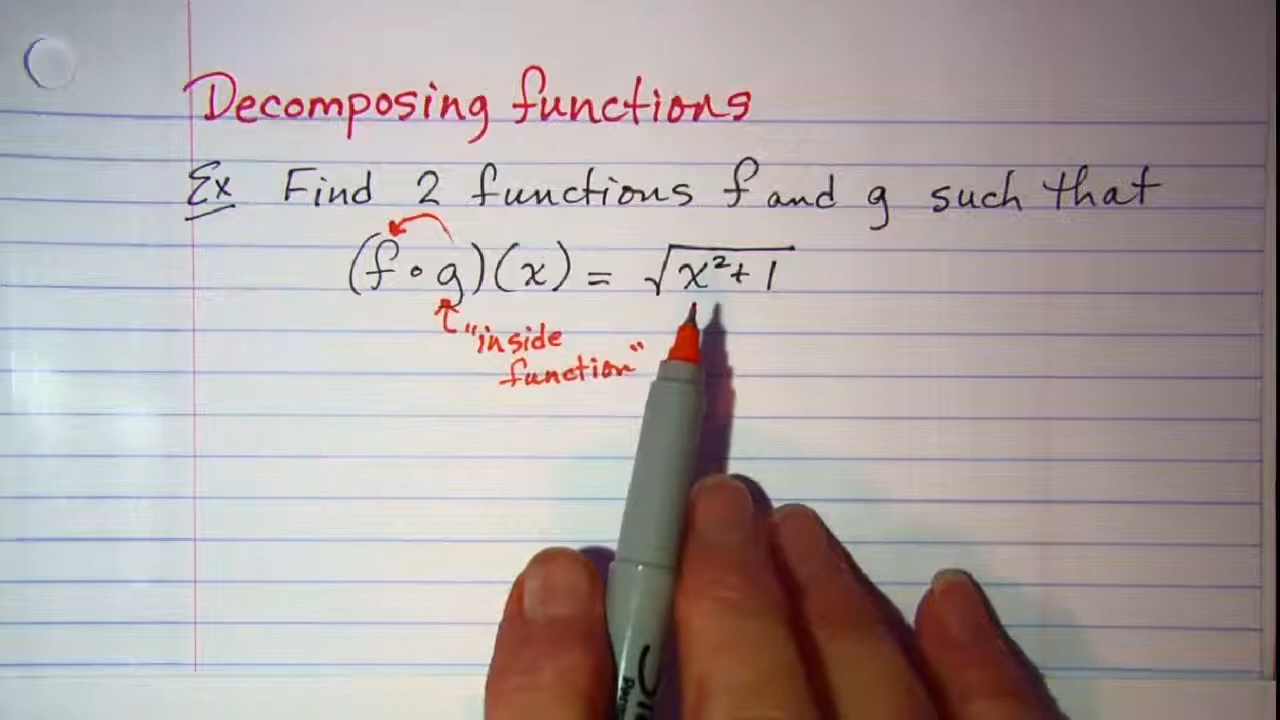 Decomposing functions
Ex Find 2 functions f and g such that
(f∘g)(x) = √(x²+1)
"inside
function"